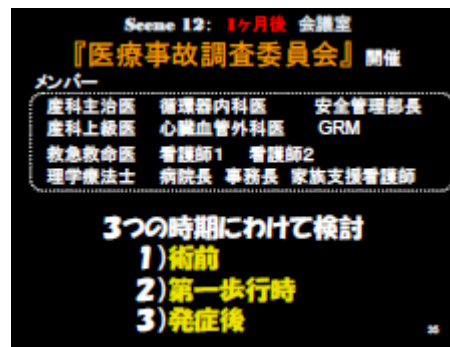 Scene 12: 1ヶ月後 会議室
『医療事故調査委員会』開催
メンバー
産科主治医 循環器内科医 安全管理部長
産科上級医 心臓血管外科医 GRM
救急救命医 看護師1 看護師2
理学療法士 病院長 事務長 家族支援看護師
3つの時期にわけて検討
1)術前
2)第一歩行時
3)発症後
35